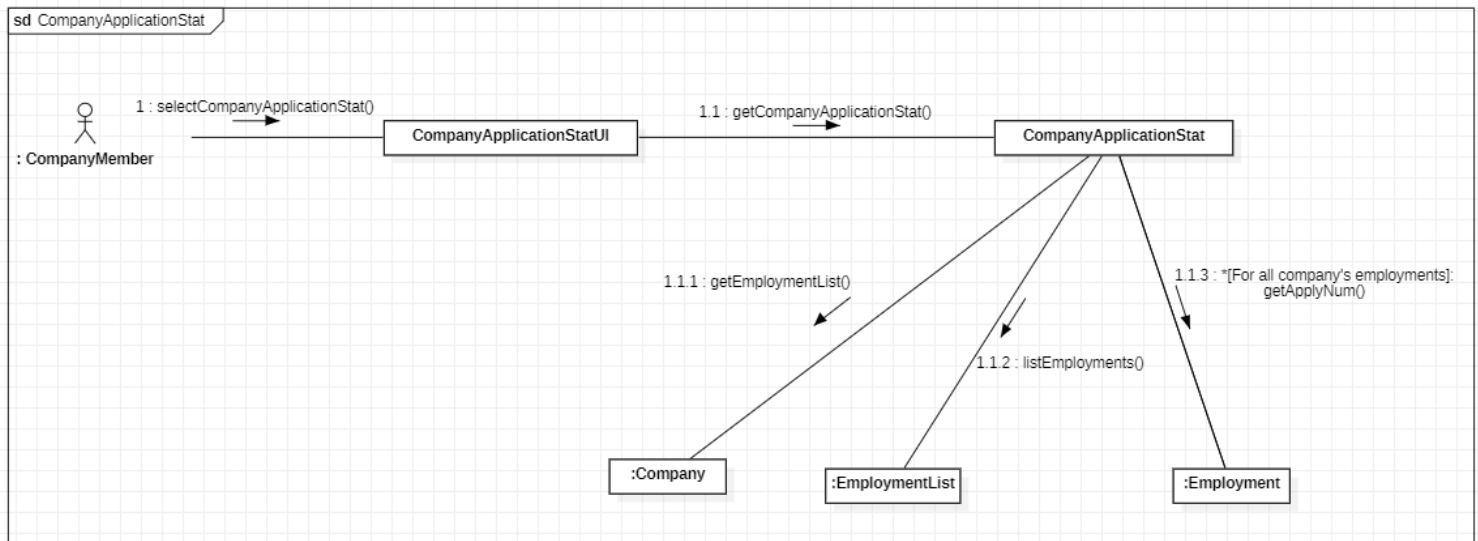 sd CompanyApplicationStat
1 : selectCompanyApplicationStat()
1.1 : getCompanyApplicationStat()
CompanyApplicationStatUI
CompanyApplicationStat
: CompanyMember
1.1.1 : getEmploymentList()
1.1.3 : *[For all company's employments]:
getApplyNum()
1.1.2 : listEmployments()
:Company
:EmploymentList
:Employment